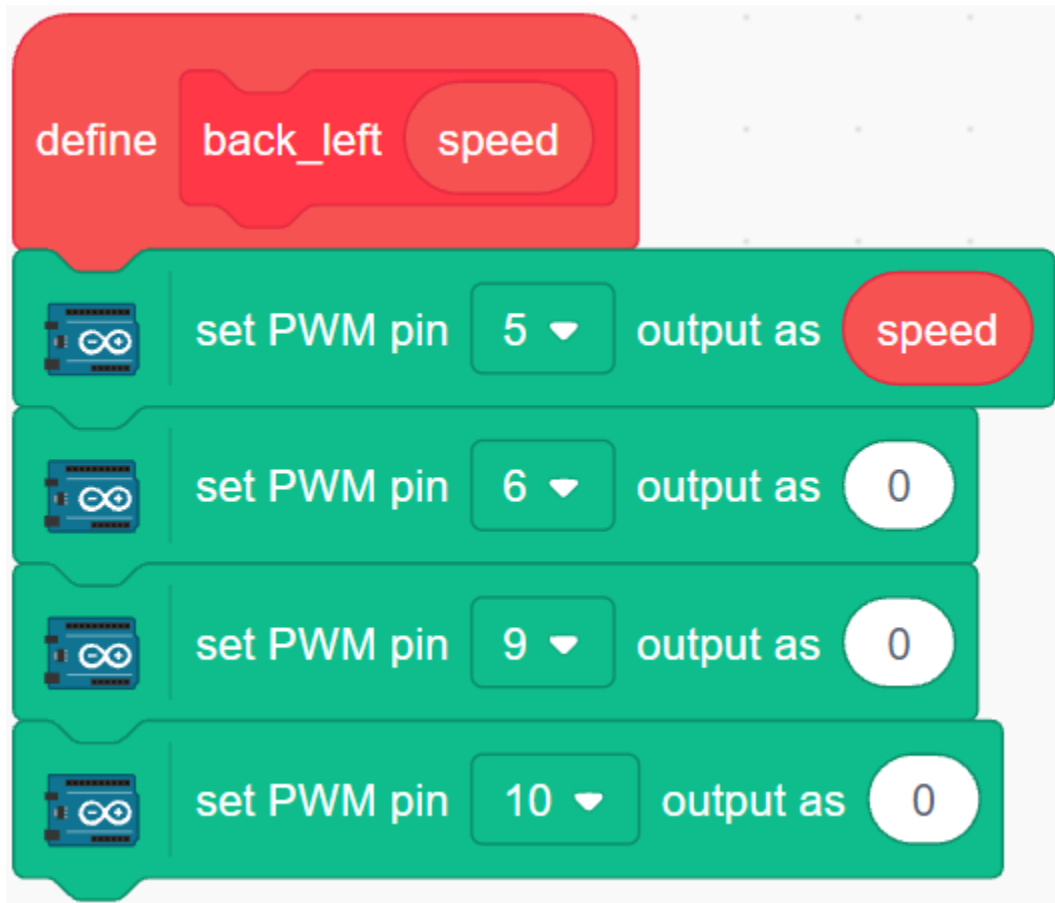 define back_left speed
set PWM pin 5 output as speed
set PWM pin 6 output as 0
set PWM pin 9 output as 0
set PWM pin 10 output as 0